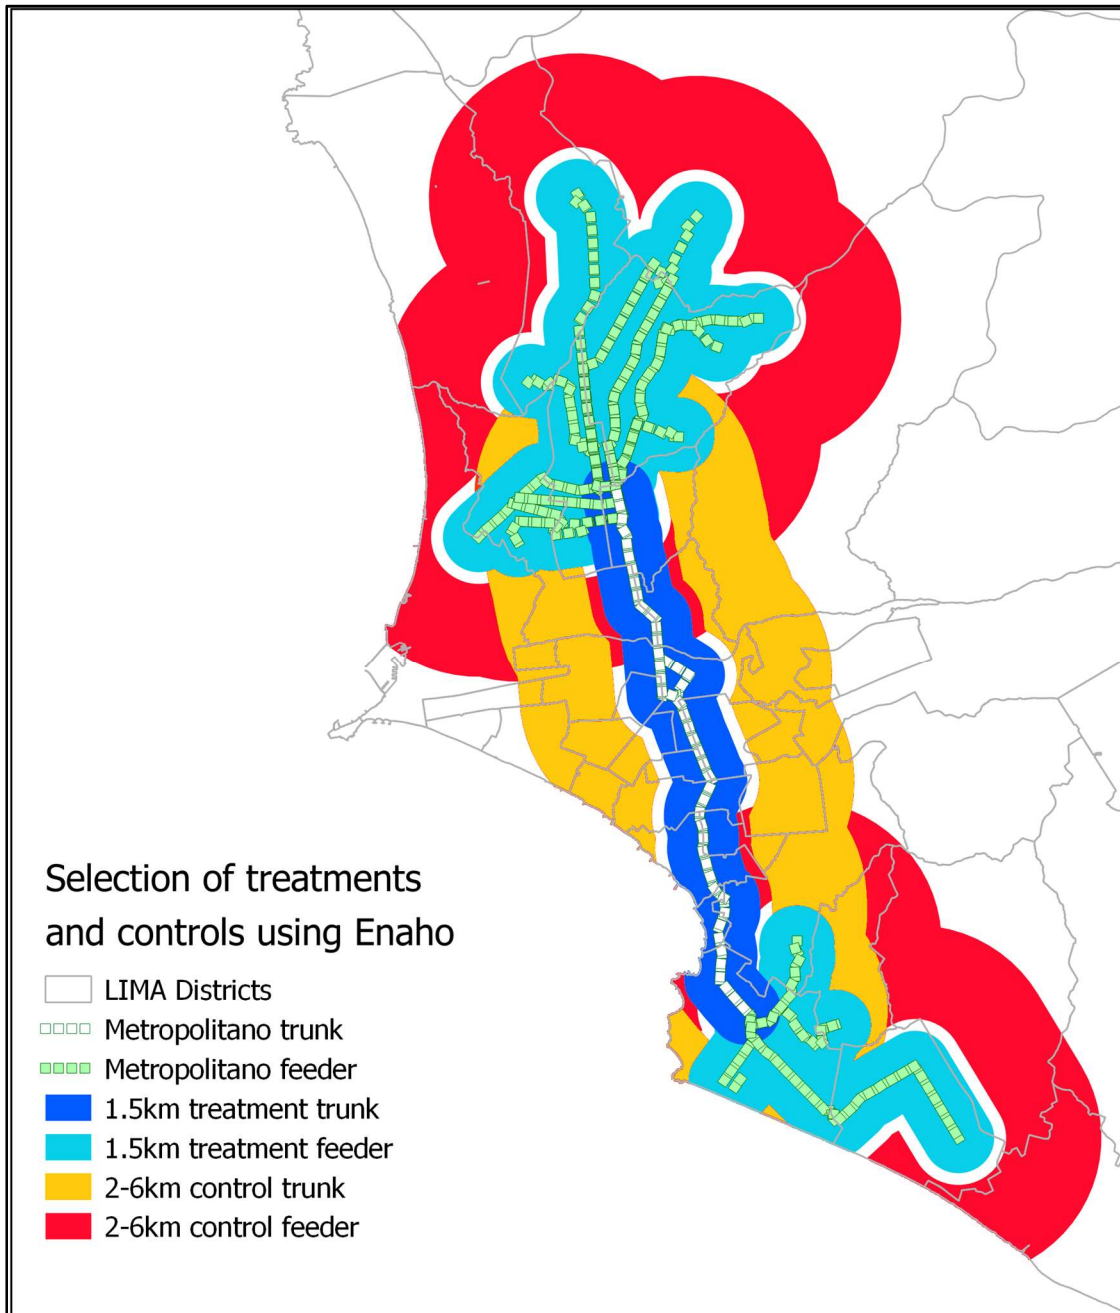 Selection of treatments
and controls using Enaho
LIMA Districts
Metropolitano trunk
Metropolitano feeder
1.5km treatment trunk
1.5km treatment feeder
2-6km control trunk
2-6km control feeder